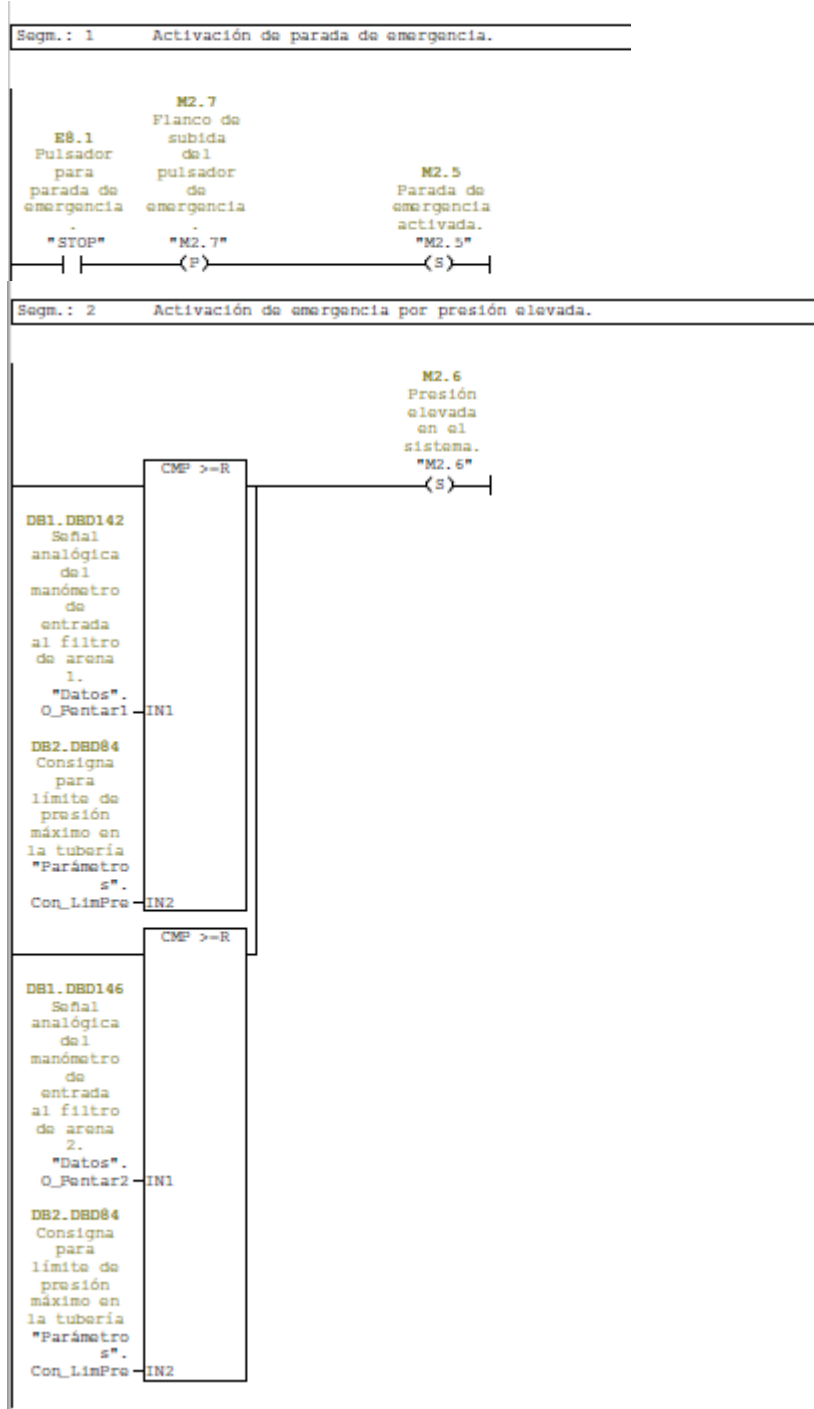 Segm.: 1 Activación de parada de emergencia.
M2.7
Flanco de
subida
del
pulsador
de
emergencia
.
"M2.7"
(P)
E8.1
Pulsador
para
parada de
emergencia
.
"STOP"
M2.5
Parada de
emergencia
activada.
"M2.5"
(S)
Segm.: 2 Activación de emergencia por presión elevada.
M2.6
Presión
elevada
en el
sistema.
"M2.6"
(S)
CMP >=R
DB1.DBD142
Señal
analógica
del
manómetro
de
entrada
al filtro
de arena
1.
"Datos".
O_Pentar1
IN1
DB2.DBD84
Consigna
para
límite de
presión
máximo en
la tubería
"Parámetro
s".
Con_LimPre
IN2
CMP >=R
DB1.DBD146
Señal
analógica
del
manómetro
de
entrada
al filtro
de arena
2.
"Datos".
O_Pentar2
IN1
DB2.DBD84
Consigna
para
límite de
presión
máximo en
la tubería
"Parámetro
s".
Con_LimPre
IN2